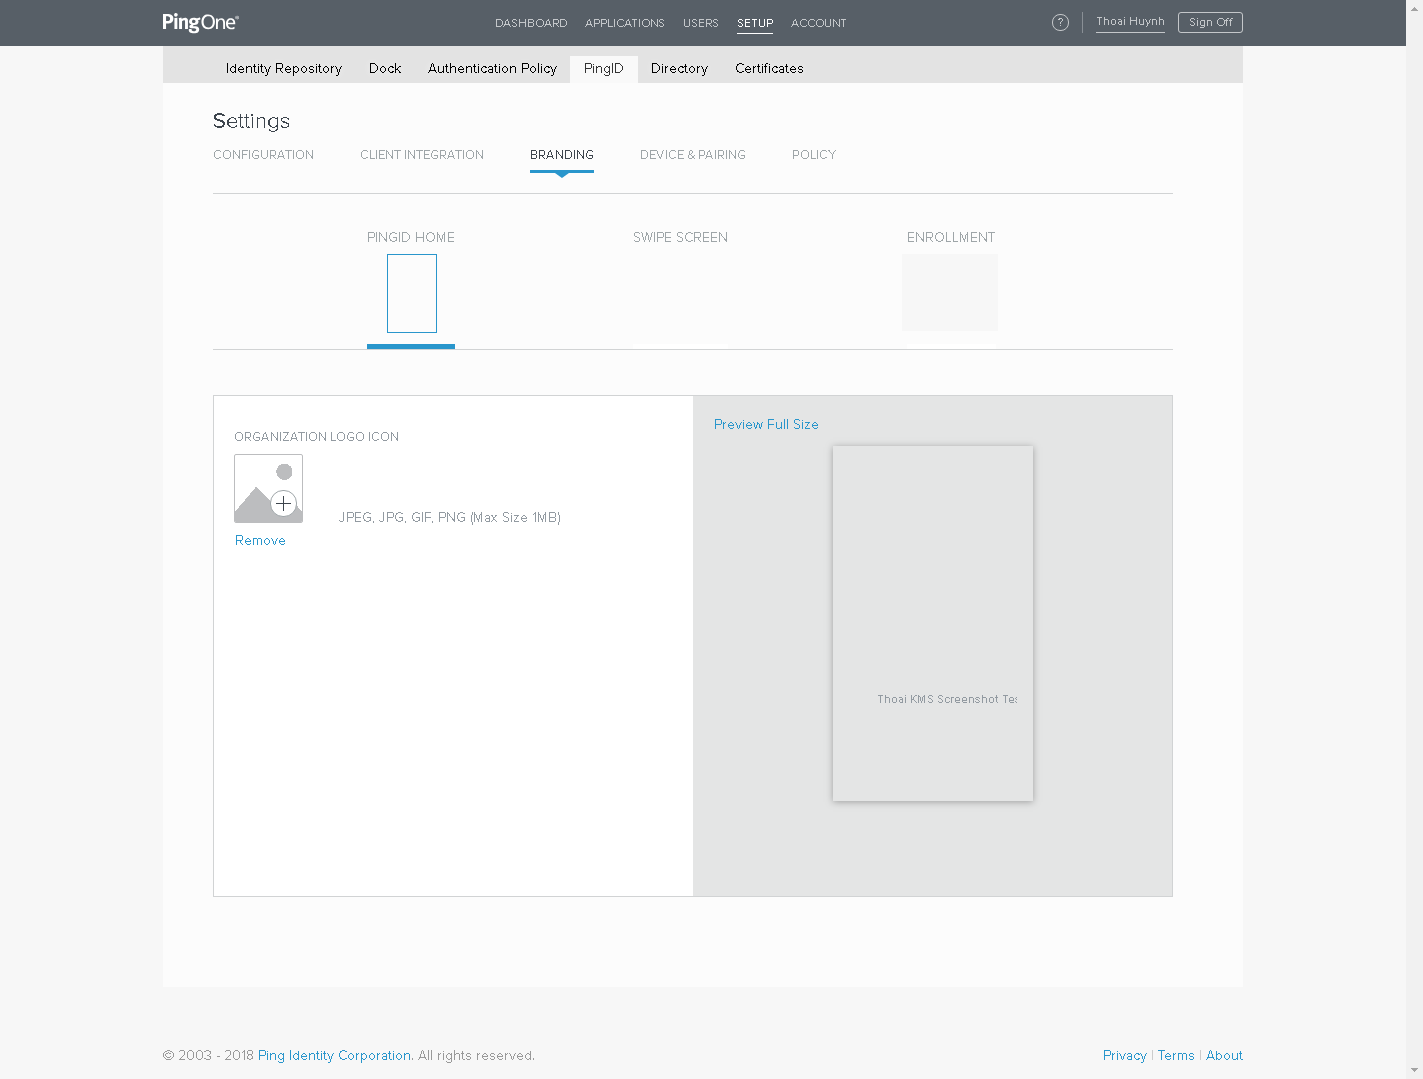 PingOne®
DASHBOARD APPLICATIONS USERS SETUP ACCOUNT
? Thoai Huynh Sign Off
Identity Repository Dock Authentication Policy PingID Directory Certificates
Settings
CONFIGURATION CLIENT INTEGRATION BRANDING DEVICE & PAIRING POLICY
PINGID HOME SWIPE SCREEN ENROLLMENT
ORGANIZATION LOGO ICON
JPEG, JPG, GIF, PNG (Max Size 1MB)
Remove
Preview Full Size
Thoai KMS Screenshot Tes
© 2003 - 2018 Ping Identity Corporation. All rights reserved.
Privacy | Terms | About